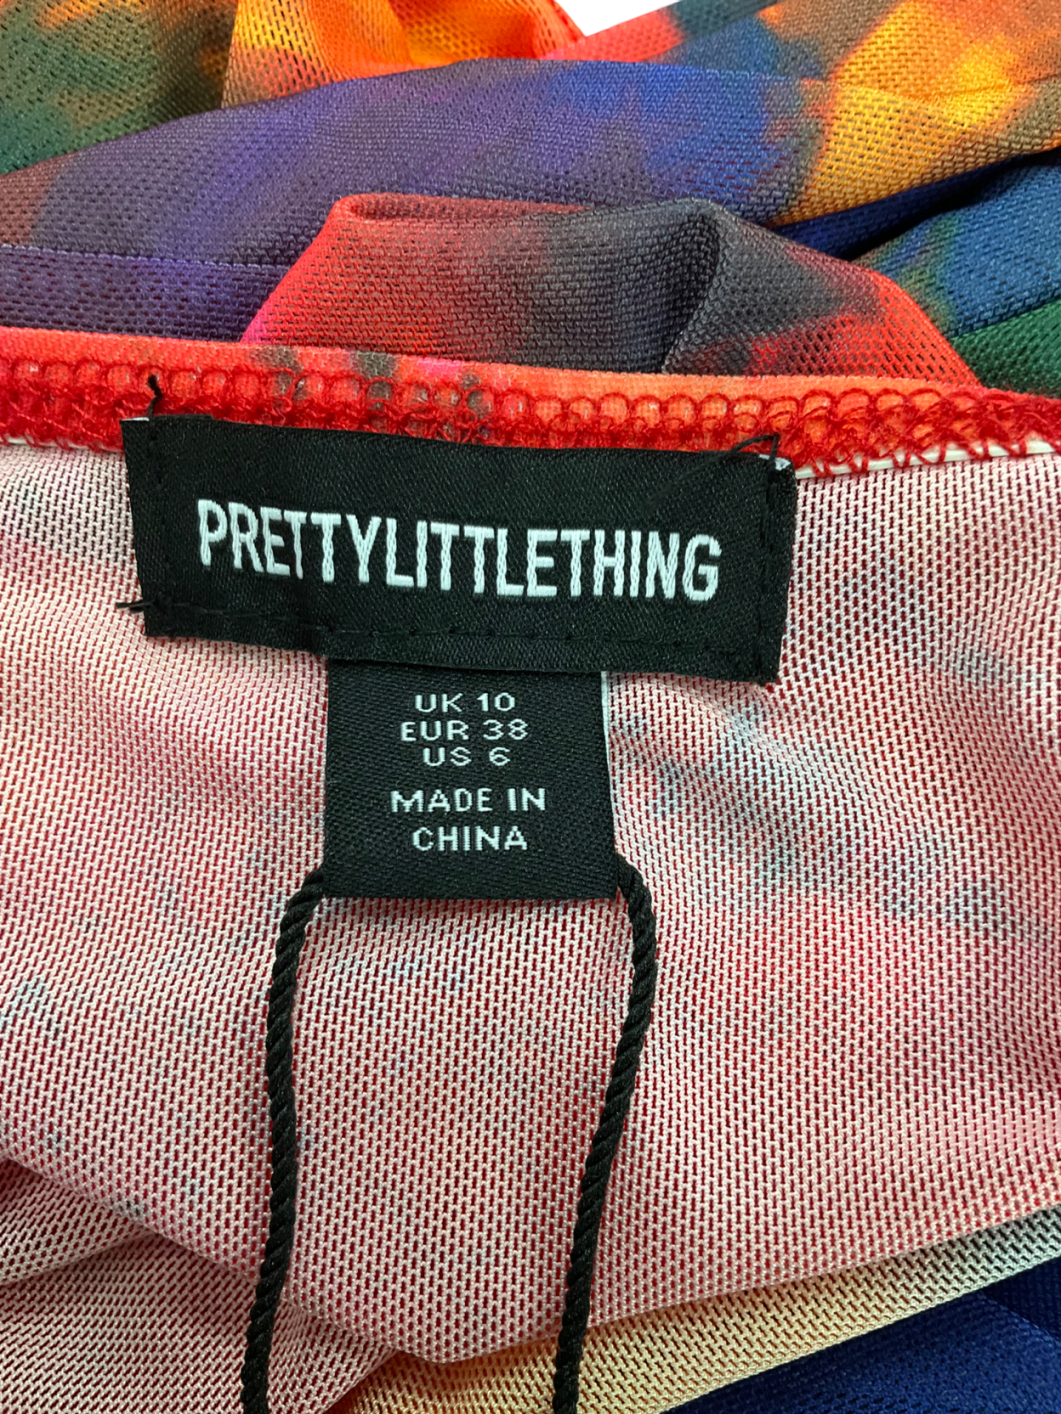 PRETTYLITTLETHING
UK 10
EUR 38
US 6
MADE IN
CHINA